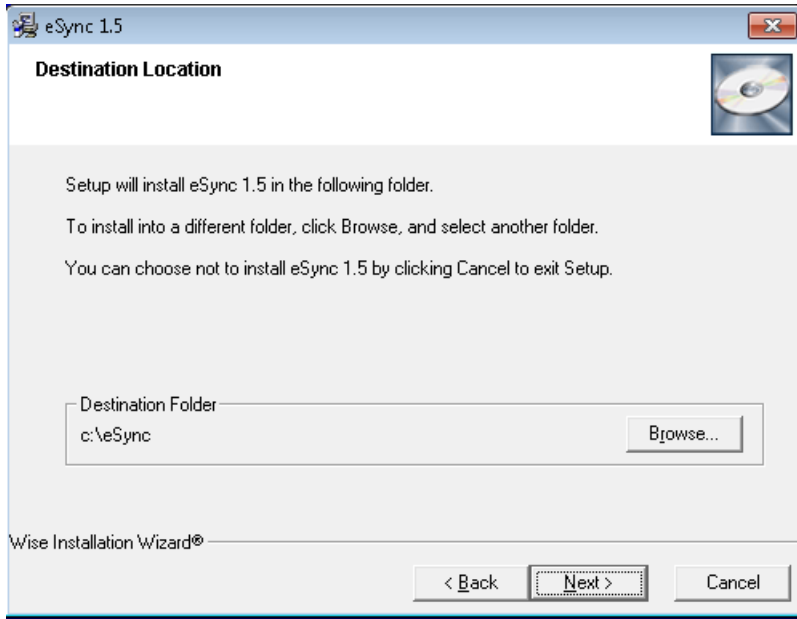 eSync 1.5
Destination Location
Setup will install eSync 1.5 in the following folder.
To install into a different folder, click Browse, and select another folder.
You can choose not to install eSync 1.5 by clicking Cancel to exit Setup.
Destination Folder
c:\eSync
Browse...
Wise Installation Wizard®
< Back
Next >
Cancel